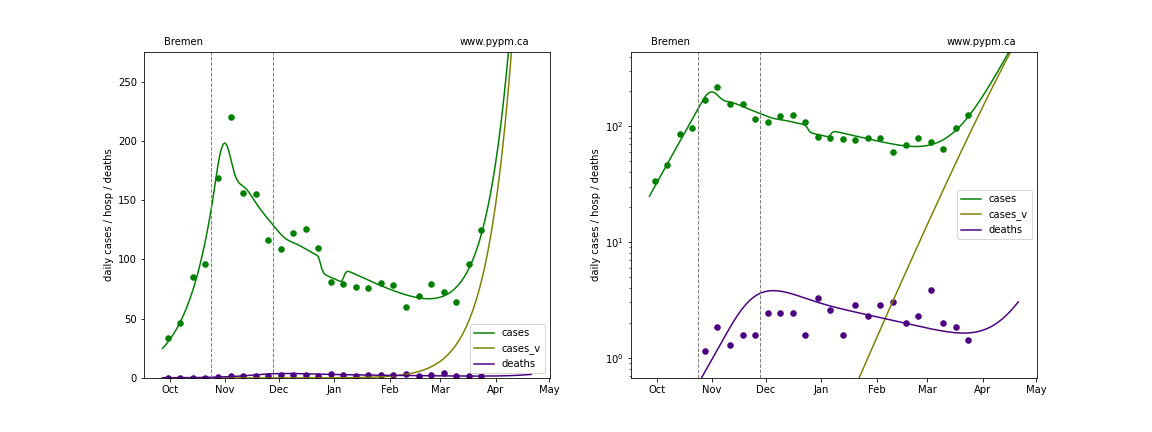 Bremen www.pypm.ca
daily cases / hosp / deaths
250
200
150
100
50
0
Oct Nov Dec Jan Feb Mar Apr May
cases
cases_v
deaths
Bremen www.pypm.ca
daily cases / hosp / deaths
10²
10¹
10⁰
Oct Nov Dec Jan Feb Mar Apr May
cases
cases_v
deaths